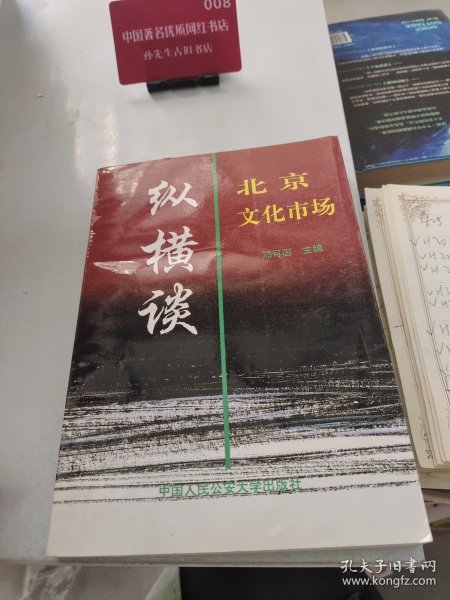 008
中国著名优质网红书店
孙先生古旧书店
GONE
GOTTAGE
北京
文化市场
纵横谈
邓可因 主编
中国人民公安大学出版社
孔夫子旧书网
www.kongfz.com